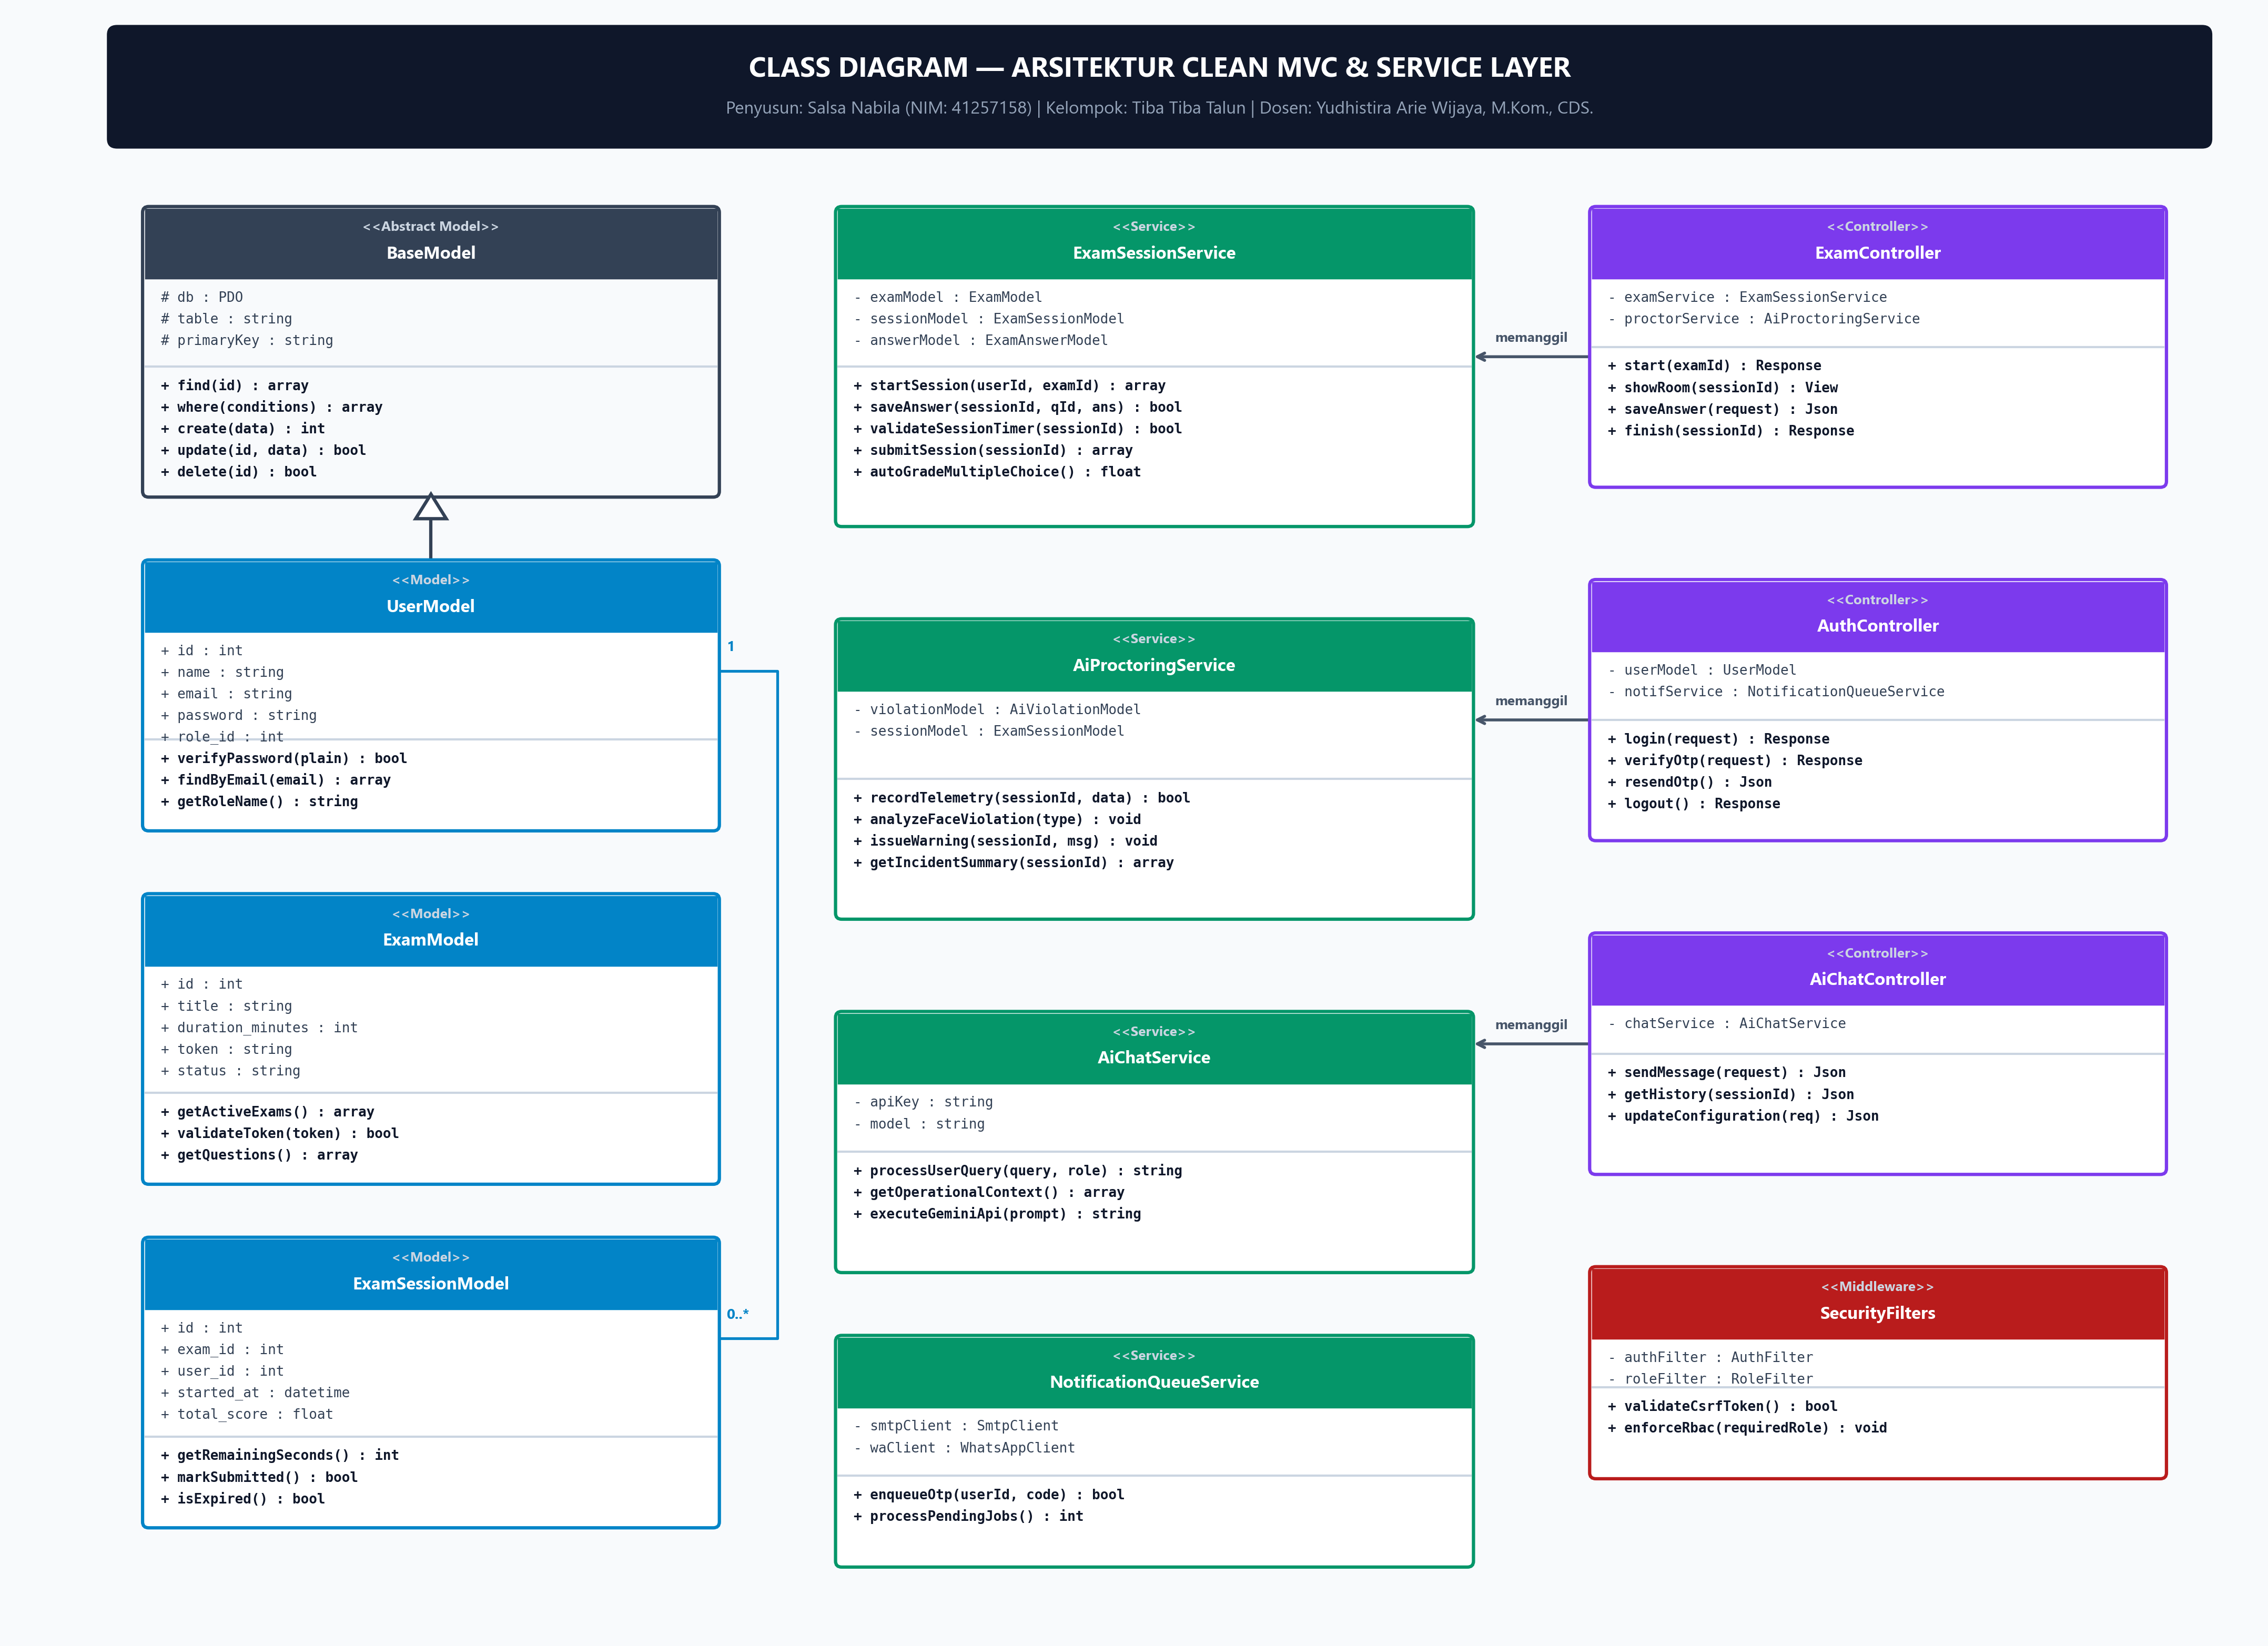 CLASS DIAGRAM — ARSITEKTUR CLEAN MVC & SERVICE LAYER
Penyusun: Salsa Nabila (NIM: 41257158) | Kelompok: Tiba Tiba Talun | Dosen: Yudhistira Arie Wijaya, M.Kom., CDS.
<<Abstract Model>>
BaseModel
# db : PDO
# table : string
# primaryKey : string
+ find(id) : array
+ where(conditions) : array
+ create(data) : int
+ update(id, data) : bool
+ delete(id) : bool
<<Model>>
UserModel
+ id : int
+ name : string
+ email : string
+ password : string
+ role_id : int
+ verifyPassword(plain) : bool
+ findByEmail(email) : array
+ getRoleName() : string
1
<<Model>>
ExamModel
+ id : int
+ title : string
+ duration_minutes : int
+ token : string
+ status : string
+ getActiveExams() : array
+ validateToken(token) : bool
+ getQuestions() : array
<<Model>>
ExamSessionModel
+ id : int
+ exam_id : int
+ user_id : int
+ started_at : datetime
+ total_score : float
+ getRemainingSeconds() : int
+ markSubmitted() : bool
+ isExpired() : bool
0..*
<<Service>>
ExamSessionService
- examModel : ExamModel
- sessionModel : ExamSessionModel
- answerModel : ExamAnswerModel
+ startSession(userId, examId) : array
+ saveAnswer(sessionId, qId, ans) : bool
+ validateSessionTimer(sessionId) : bool
+ submitSession(sessionId) : array
+ autoGradeMultipleChoice() : float
<<Service>>
AiProctoringService
- violationModel : AiViolationModel
- sessionModel : ExamSessionModel
+ recordTelemetry(sessionId, data) : bool
+ analyzeFaceViolation(type) : void
+ issueWarning(sessionId, msg) : void
+ getIncidentSummary(sessionId) : array
<<Service>>
AiChatService
- apiKey : string
- model : string
+ processUserQuery(query, role) : string
+ getOperationalContext() : array
+ executeGeminiApi(prompt) : string
<<Service>>
NotificationQueueService
- smtpClient : SmtpClient
- waClient : WhatsAppClient
+ enqueueOtp(userId, code) : bool
+ processPendingJobs() : int
memanggil
memanggil
memanggil
<<Controller>>
ExamController
- examService : ExamSessionService
- proctorService : AiProctoringService
+ start(examId) : Response
+ showRoom(sessionId) : View
+ saveAnswer(request) : Json
+ finish(sessionId) : Response
<<Controller>>
AuthController
- userModel : UserModel
- notifService : NotificationQueueService
+ login(request) : Response
+ verifyOtp(request) : Response
+ resendOtp() : Json
+ logout() : Response
<<Controller>>
AiChatController
- chatService : AiChatService
+ sendMessage(request) : Json
+ getHistory(sessionId) : Json
+ updateConfiguration(req) : Json
<<Middleware>>
SecurityFilters
- authFilter : AuthFilter
- roleFilter : RoleFilter
+ validateCsrfToken() : bool
+ enforceRbac(requiredRole) : void